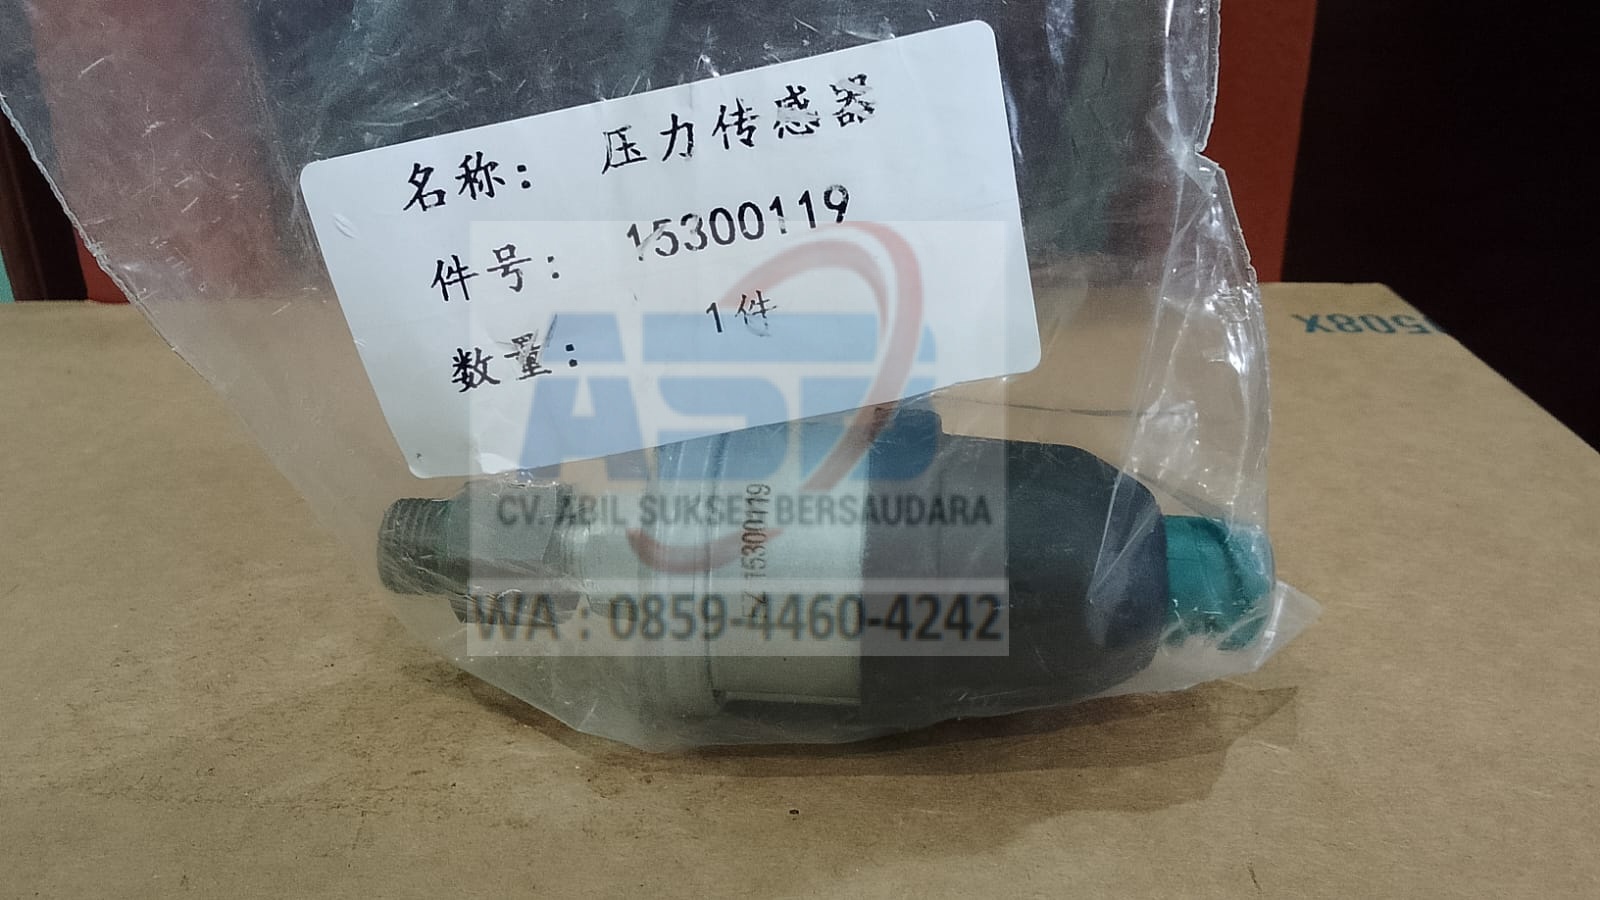 名称： 压力传感器
件号： 15300119
数量： 1件
ASB
CV. ABIL SUKSES BERSAUDARA
15300119
WA : 0859-4460-4242